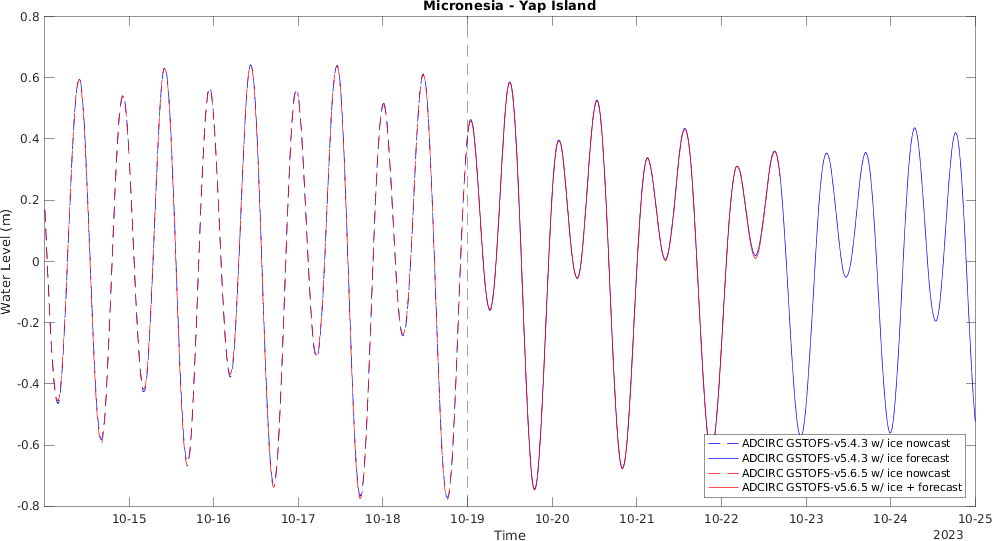 Micronesia - Yap Island
0.8
0.6
0.4
0.2
0
-0.2
-0.4
-0.6
-0.8
Water Level (m)
10-15 10-16 10-17 10-18 10-19 10-20 10-21 10-22 10-23 10-24 10-25
Time
2023
ADCIRC GSTOFS-v5.4.3 w/ ice nowcast
ADCIRC GSTOFS-v5.4.3 w/ ice forecast
ADCIRC GSTOFS-v5.6.5 w/ ice nowcast
ADCIRC GSTOFS-v5.6.5 w/ ice + forecast